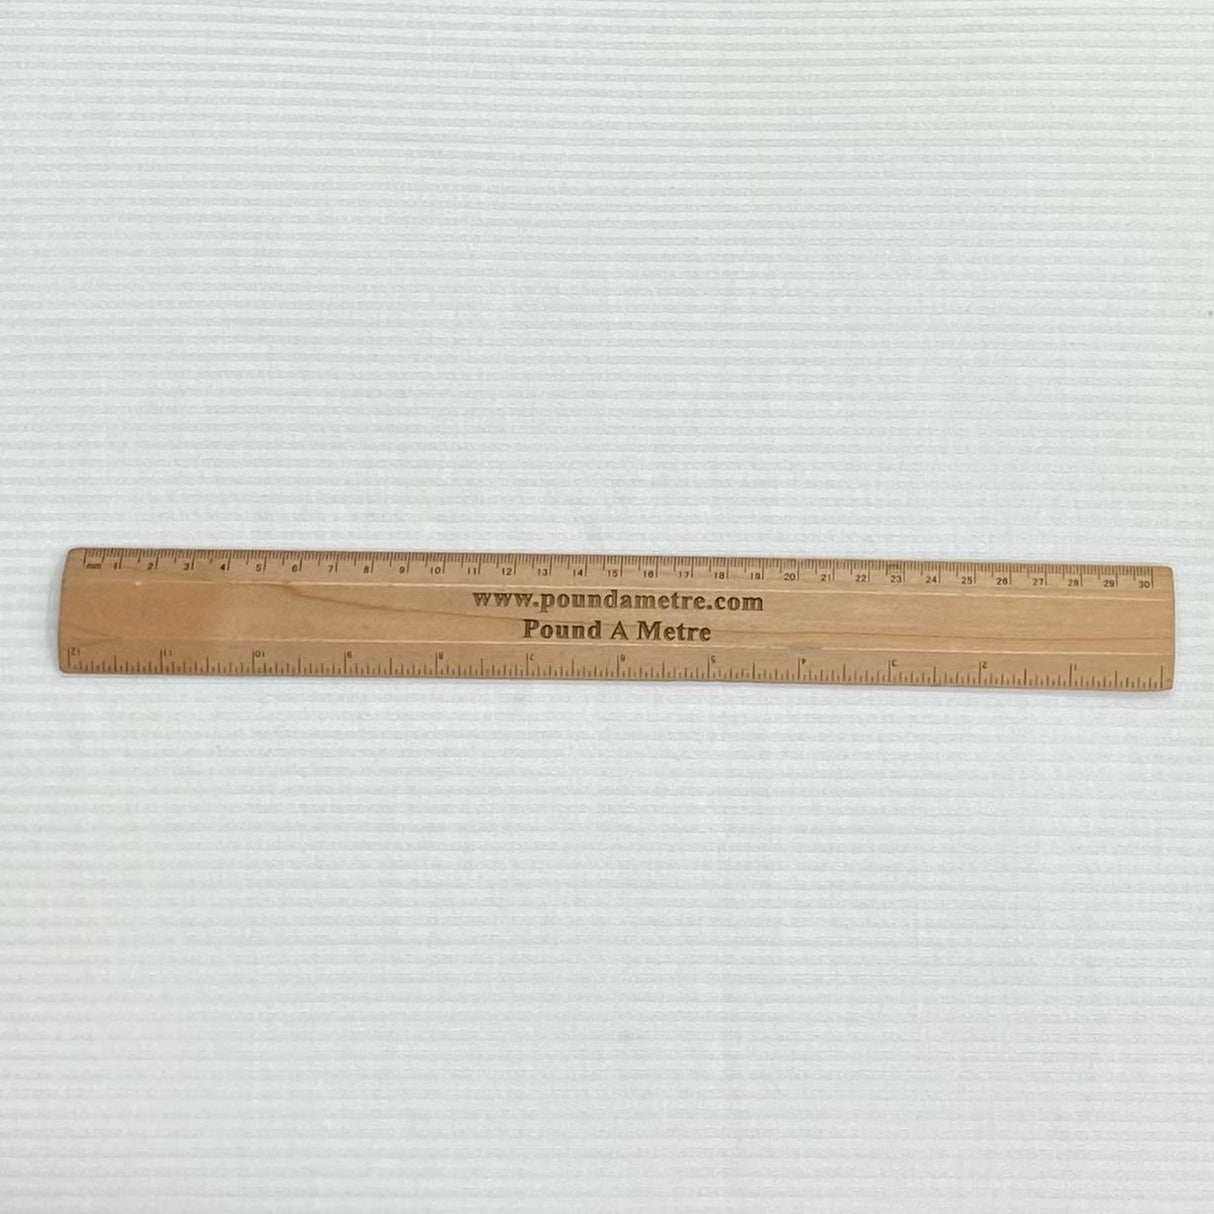 mm 1 2 3 4 5 6 7 8 9 10 11 12 13 14 15 16 17 18 19 20 21 22 23 24 25 26 27 28 29 30
www.poundametre.com
Pound A Metre
12 11 10 9 8 7 6 5 4 3 2 1